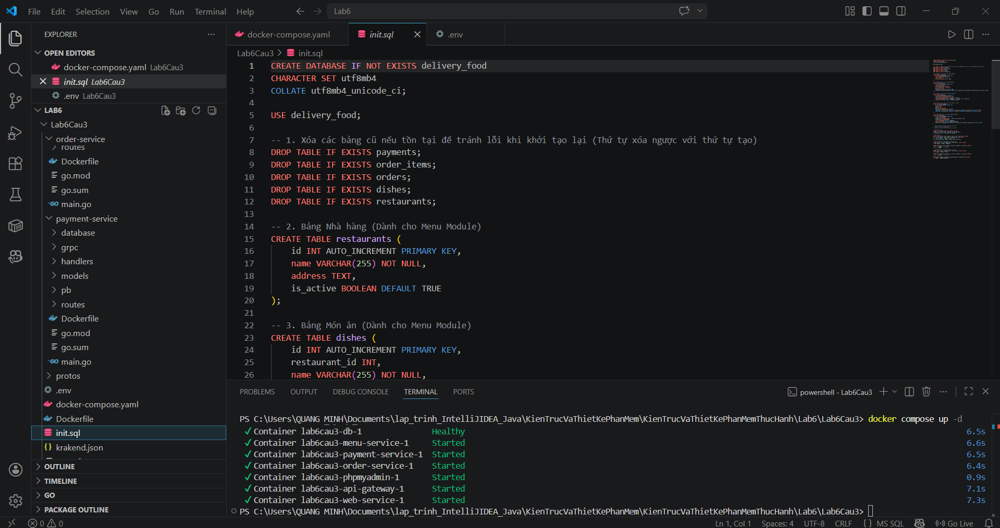 File Edit Selection View Go Run Terminal Help
Lab6
EXPLORER
OPEN EDITORS
docker-compose.yaml Lab6Cau3
init.sql Lab6Cau3
.env Lab6Cau3
LAB6
Lab6Cau3
order-service
routes
Dockerfile
go.mod
go.sum
main.go
payment-service
database
grpc
handlers
models
pb
routes
Dockerfile
go.mod
go.sum
main.go
protos
.env
docker-compose.yaml
Dockerfile
init.sql
krakend.json
OUTLINE
TIMELINE
GO
PACKAGE OUTLINE
docker-compose.yaml
init.sql
.env
Lab6Cau3 > init.sql
1 CREATE DATABASE IF NOT EXISTS delivery_food
2 CHARACTER SET utf8mb4
3 COLLATE utf8mb4_unicode_ci;
4
5 USE delivery_food;
6
7 -- 1. Xóa các bảng cũ nếu tồn tại để tránh lỗi khi khởi tạo lại (Thứ tự xóa ngược với thứ tự tạo)
8 DROP TABLE IF EXISTS payments;
9 DROP TABLE IF EXISTS order_items;
10 DROP TABLE IF EXISTS orders;
11 DROP TABLE IF EXISTS dishes;
12 DROP TABLE IF EXISTS restaurants;
13
14 -- 2. Bảng Nhà hàng (Dành cho Menu Module)
15 CREATE TABLE restaurants (
16 id INT AUTO_INCREMENT PRIMARY KEY,
17 name VARCHAR(255) NOT NULL,
18 address TEXT,
19 is_active BOOLEAN DEFAULT TRUE
20 );
21
22 -- 3. Bảng Món ăn (Dành cho Menu Module)
23 CREATE TABLE dishes (
24 id INT AUTO_INCREMENT PRIMARY KEY,
25 restaurant_id INT,
26 name VARCHAR(255) NOT NULL,
PROBLEMS OUTPUT DEBUG CONSOLE TERMINAL PORTS
powershell - Lab6Cau3
PS C:\Users\QUANG MINH\Documents\lap_trinh_IntelliJIDEA_Java\KienTrucVaThietKePhanMem\KienTrucVaThietKePhanMemThucHanh\Lab6\Lab6Cau3> docker compose up -d
✓ Container lab6cau3-db-1 Healthy 6.5s
✓ Container lab6cau3-menu-service-1 Started 6.6s
✓ Container lab6cau3-payment-service-1 Started 6.5s
✓ Container lab6cau3-order-service-1 Started 6.4s
✓ Container lab6cau3-phpmyadmin-1 Started 0.9s
✓ Container lab6cau3-api-gateway-1 Started 7.1s
✓ Container lab6cau3-web-service-1 Started 7.3s
PS C:\Users\QUANG MINH\Documents\lap_trinh_IntelliJIDEA_Java\KienTrucVaThietKePhanMem\KienTrucVaThietKePhanMemThucHanh\Lab6\Lab6Cau3>
0 0 Ln 1, Col 1 Spaces: 4 UTF-8 CRLF { } MS SQL Go Live